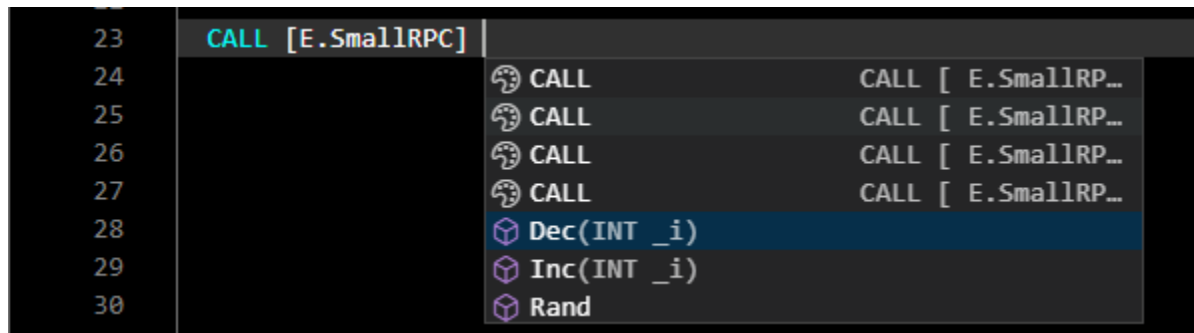 23 CALL [E.SmallRPC]
24 CALL CALL [ E.SmallRP…
25 CALL CALL [ E.SmallRP…
26 CALL CALL [ E.SmallRP…
27 CALL CALL [ E.SmallRP…
28 Dec(INT _i)
29 Inc(INT _i)
30 Rand